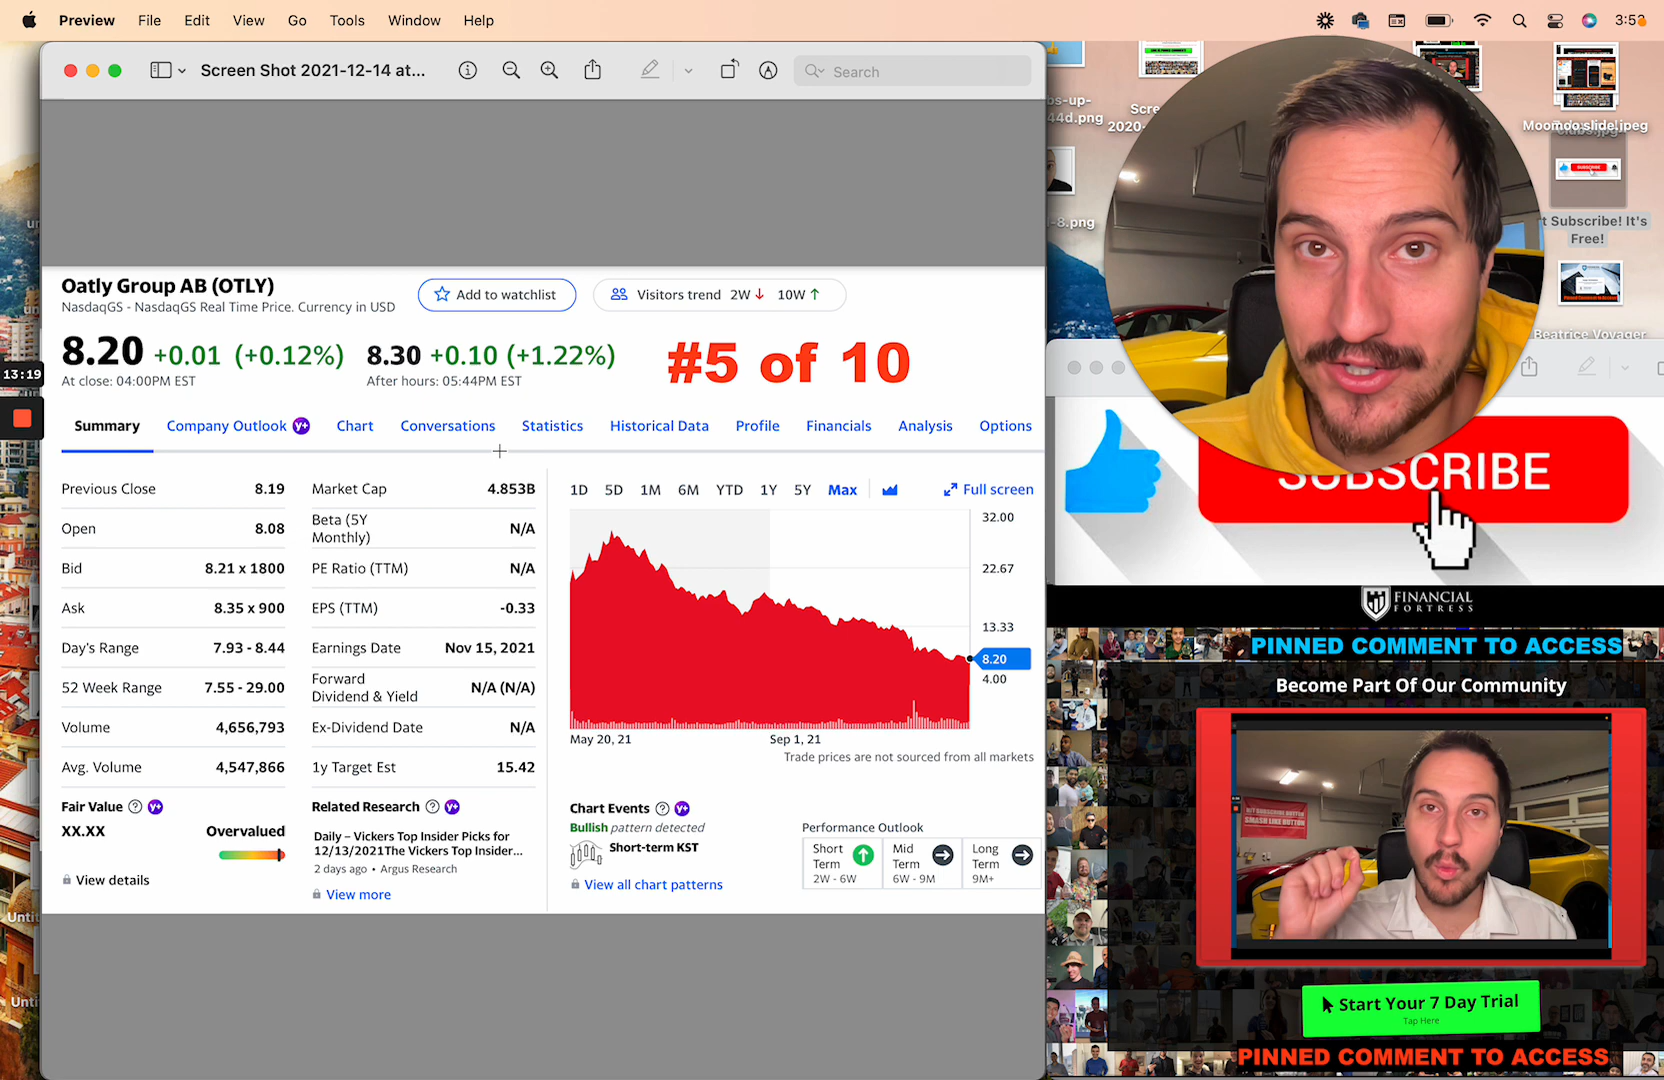 Preview File Edit View Go Tools Window Help
Screen Shot 2021-12-14 at...
Search
Oatly Group AB (OTLY)
NasdaqGS - NasdaqGS Real Time Price. Currency in USD
Add to watchlist
Visitors trend 2W 10W
8.20 +0.01 (+0.12%)
At close: 04:00PM EST
8.30 +0.10 (+1.22%)
After hours: 05:44PM EST
#5 of 10
13:19
Summary Company Outlook Y+ Chart Conversations Statistics Historical Data Profile Financials Analysis Options
Previous Close 8.19
Open 8.08
Bid 8.21 x 1800
Ask 8.35 x 900
Day's Range 7.93 - 8.44
52 Week Range 7.55 - 29.00
Volume 4,656,793
Avg. Volume 4,547,866
Market Cap 4.853B
Beta (5Y Monthly) N/A
PE Ratio (TTM) N/A
EPS (TTM) -0.33
Earnings Date Nov 15, 2021
Forward Dividend & Yield N/A (N/A)
Ex-Dividend Date N/A
1y Target Est 15.42
Fair Value ? Y+
XX.XX Overvalued
View details
Related Research ? Y+
Daily – Vickers Top Insider Picks for
12/13/2021The Vickers Top Insider...
2 days ago • Argus Research
View more
1D 5D 1M 6M YTD 1Y 5Y Max
Full screen
32.00
22.67
13.33
8.20
4.00
May 20, 21 Sep 1, 21
Trade prices are not sourced from all markets
Chart Events ? Y+
Bullish pattern detected
Short-term KST
View all chart patterns
Performance Outlook
Short Term 2W - 6W
Mid Term 6W - 9M
Long Term 9M+
44d.png
2020-
-8.png
Moomoo slide.jpeg
t Subscribe! It's
Free!
Beatrice Voyager
SUBSCRIBE
FINANCIAL
FORTRESS
PINNED COMMENT TO ACCESS
Become Part Of Our Community
HIT SUBSCRIBE BUTTON
SMASH LIKE BUTTON
Start Your 7 Day Trial
Tap Here
PINNED COMMENT TO ACCESS